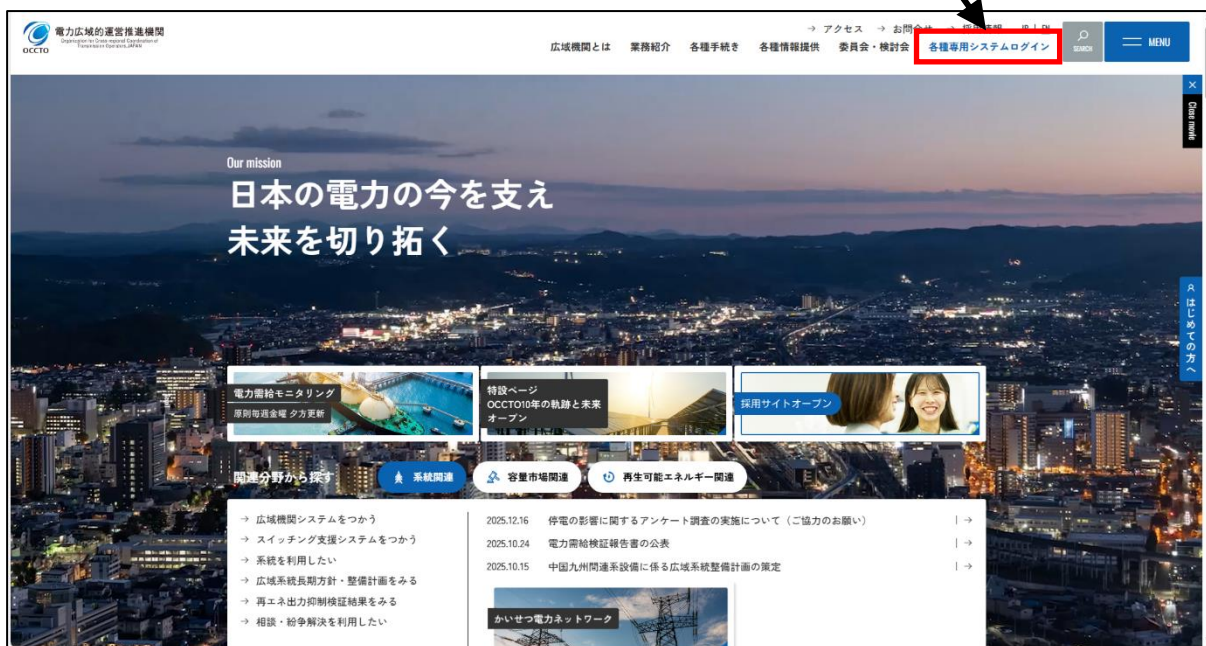 電力広域的運営推進機関
Organization for Cross-regional Coordination of
Transmission Operators, JAPAN
OCCTO
→ アクセス → お問合せ → 採用情報 JP | EN
広域機関とは 業務紹介 各種手続き 各種情報提供 委員会・検討会 各種専用システムログイン
SEARCH
MENU
×
Close movie
Our mission
日本の電力の今を支え
未来を切り拓く
はじめての方へ
電力需給モニタリング
原則毎週金曜 夕方更新
特設ページ
OCCTO10年の軌跡と未来
オープン
採用サイトオープン
関連分野から探す
系統関連
容量市場関連
再生可能エネルギー関連
→ 広域機関システムをつかう
→ スイッチング支援システムをつかう
→ 系統を利用したい
→ 広域系統長期方針・整備計画をみる
→ 再エネ出力抑制検証結果をみる
→ 相談・紛争解決を利用したい
2025.12.16 停電の影響に関するアンケート調査の実施について（ご協力のお願い） | →
2025.10.24 電力需給検証報告書の公表 | →
2025.10.15 中国九州間連系設備に係る広域系統整備計画の策定 | →
かいせつ電力ネットワーク